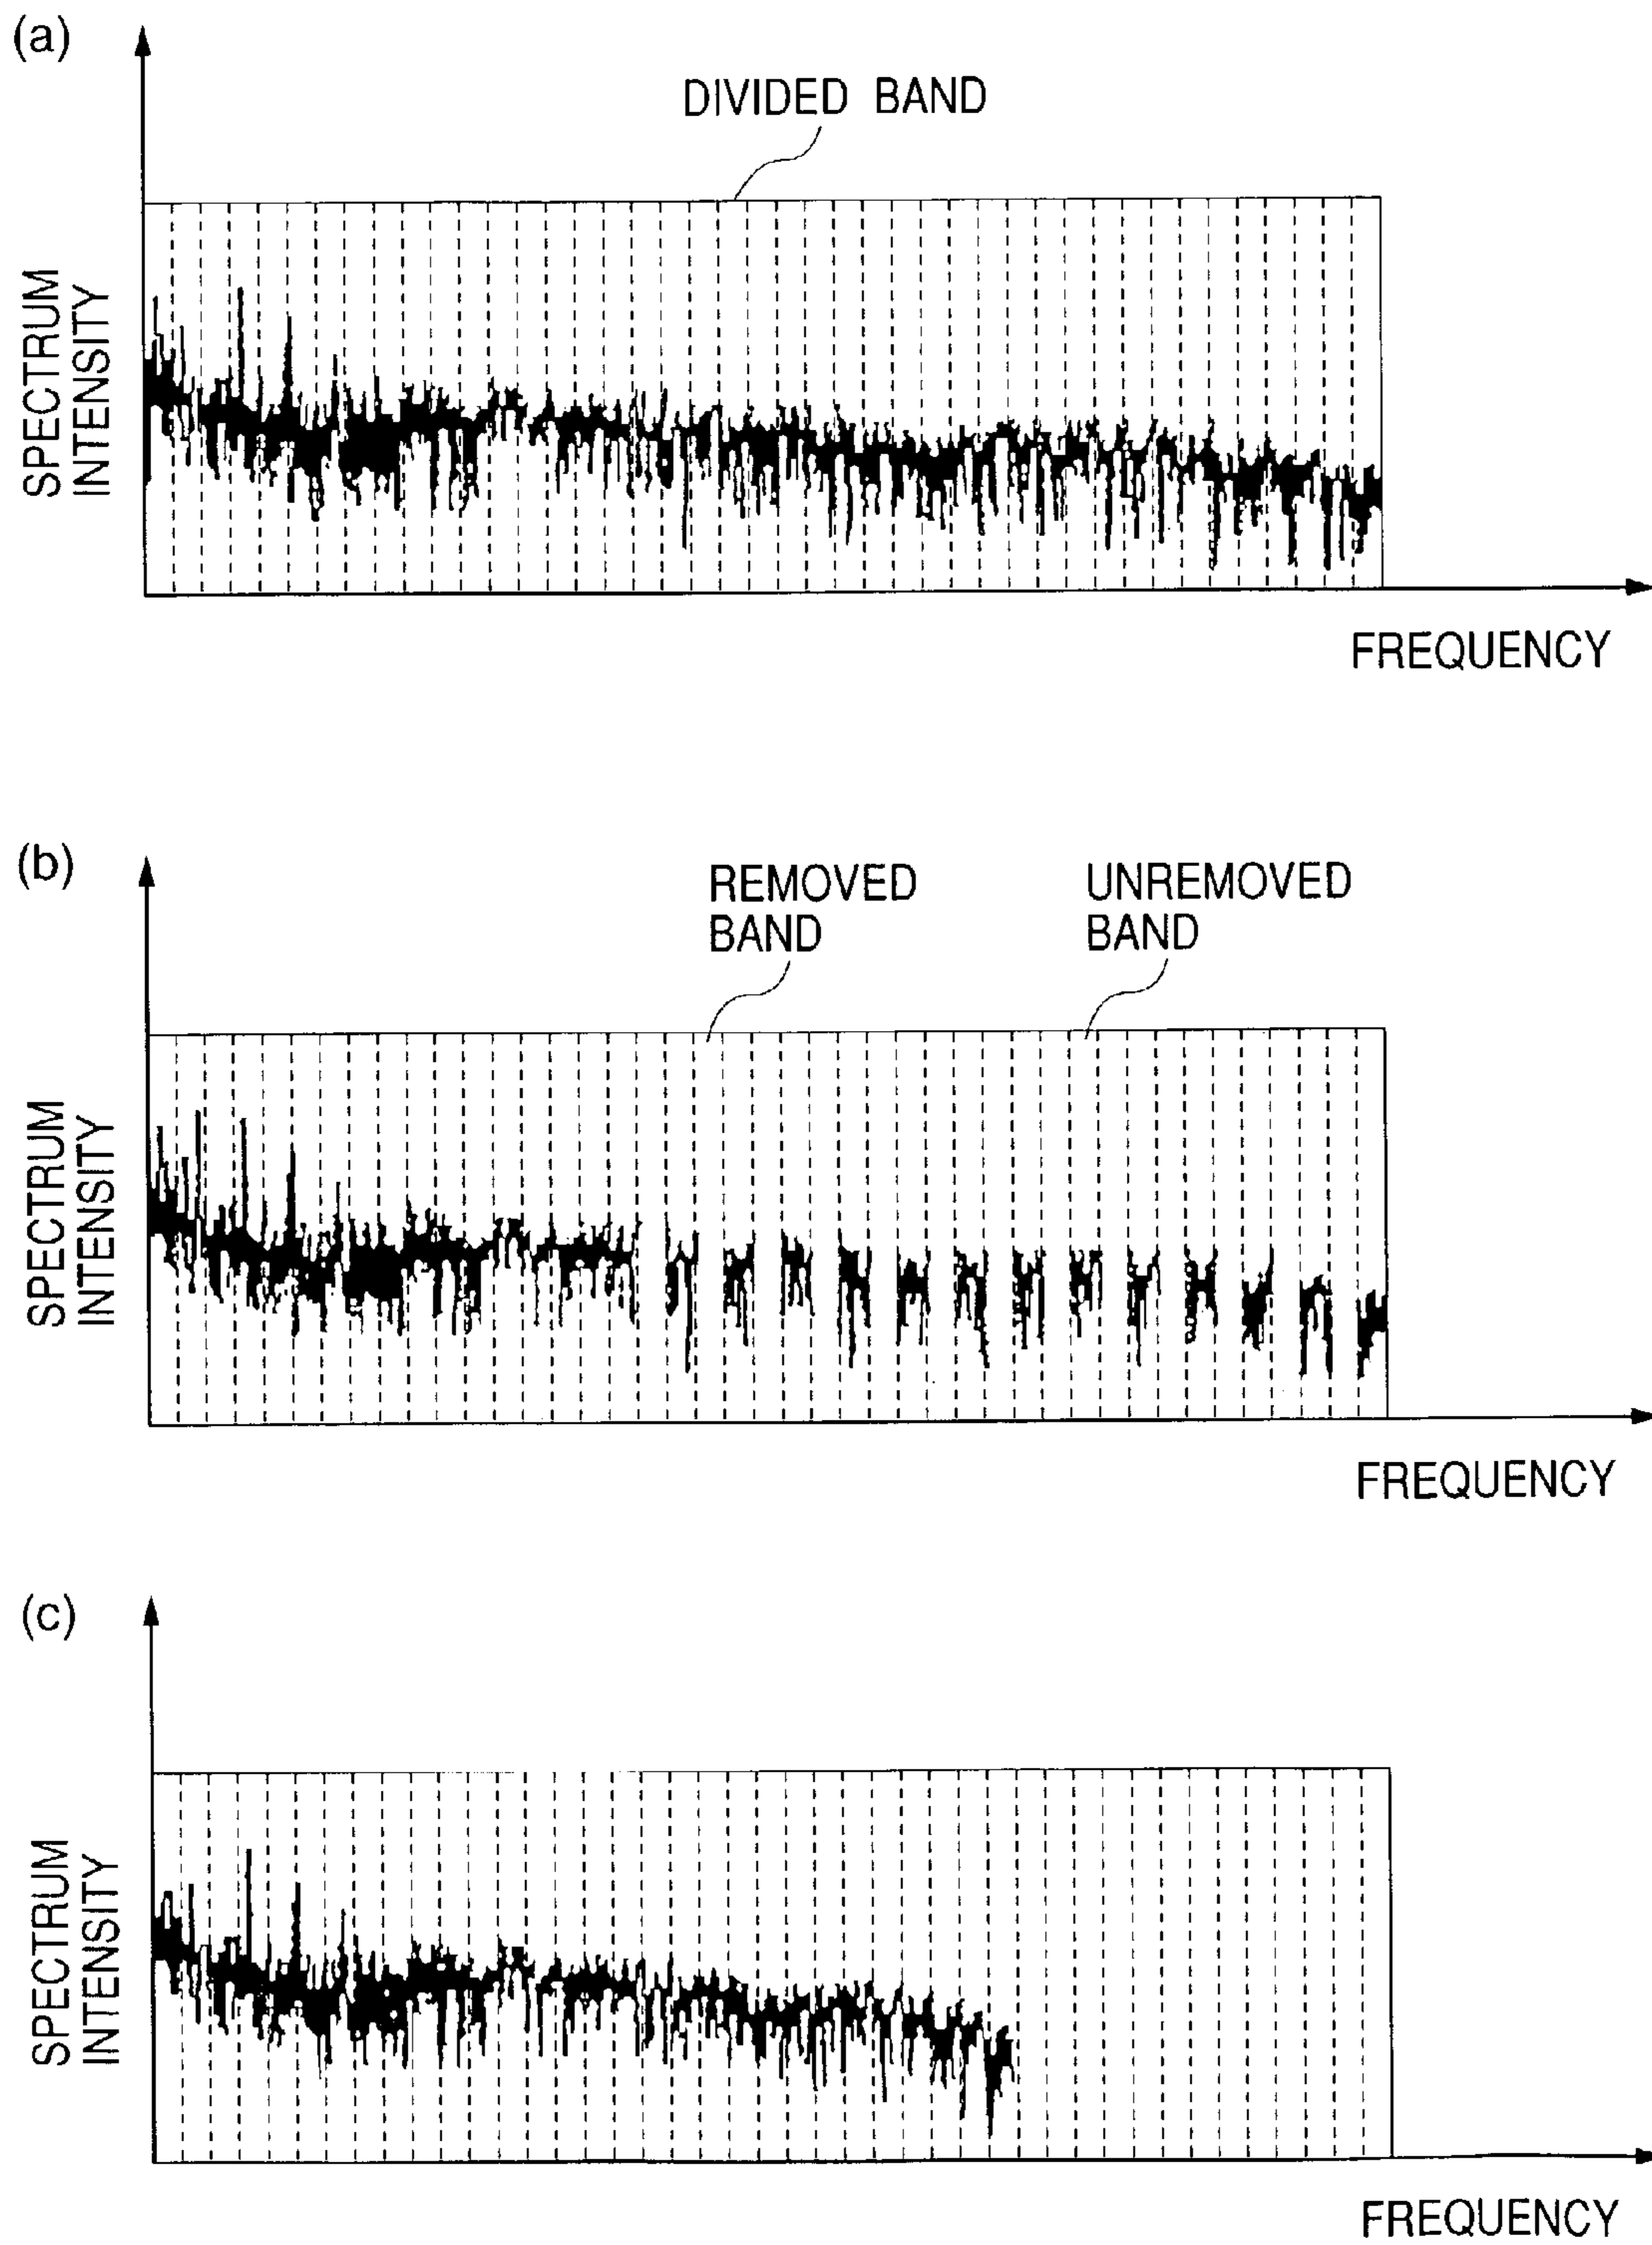 (a)
DIVIDED BAND
SPECTRUM
INTENSITY
FREQUENCY
(b)
REMOVED
BAND
UNREMOVED
BAND
SPECTRUM
INTENSITY
FREQUENCY
(c)
SPECTRUM
INTENSITY
FREQUENCY